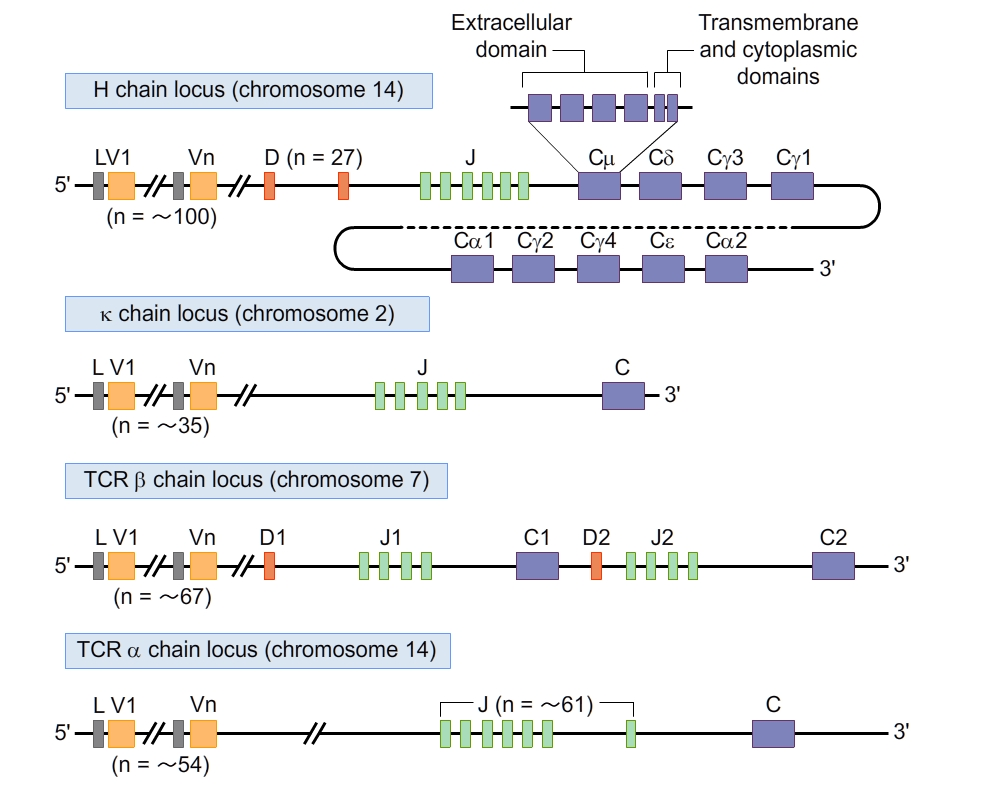 Extracellular domain
Transmembrane and cytoplasmic domains
H chain locus (chromosome 14)
LV1 Vn D (n = 27) J Cμ Cδ Cγ3 Cγ1
5'
(n = ~100)
Cα1 Cγ2 Cγ4 Cε Cα2
3'
κ chain locus (chromosome 2)
L V1 Vn J C
5' 3'
(n = ~35)
TCR β chain locus (chromosome 7)
L V1 Vn D1 J1 C1 D2 J2 C2
5' 3'
(n = ~67)
TCR α chain locus (chromosome 14)
L V1 Vn J (n = ~61) C
5' 3'
(n = ~54)